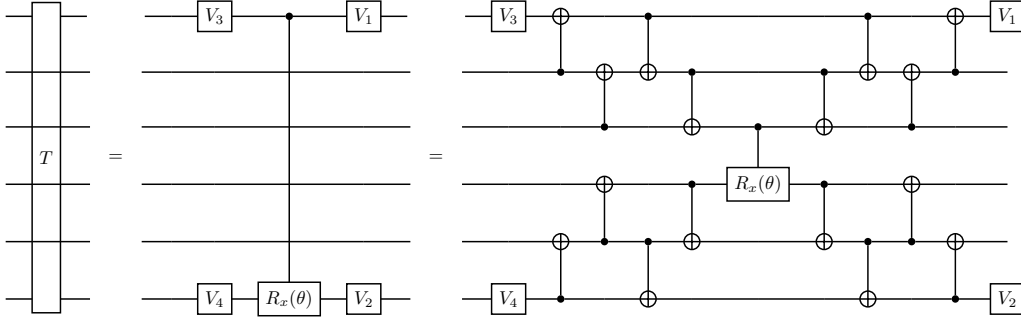 V₃ V₁ V₃ V₁
T = =
Rₓ(θ)
V₄ Rₓ(θ) V₂ V₄ V₂